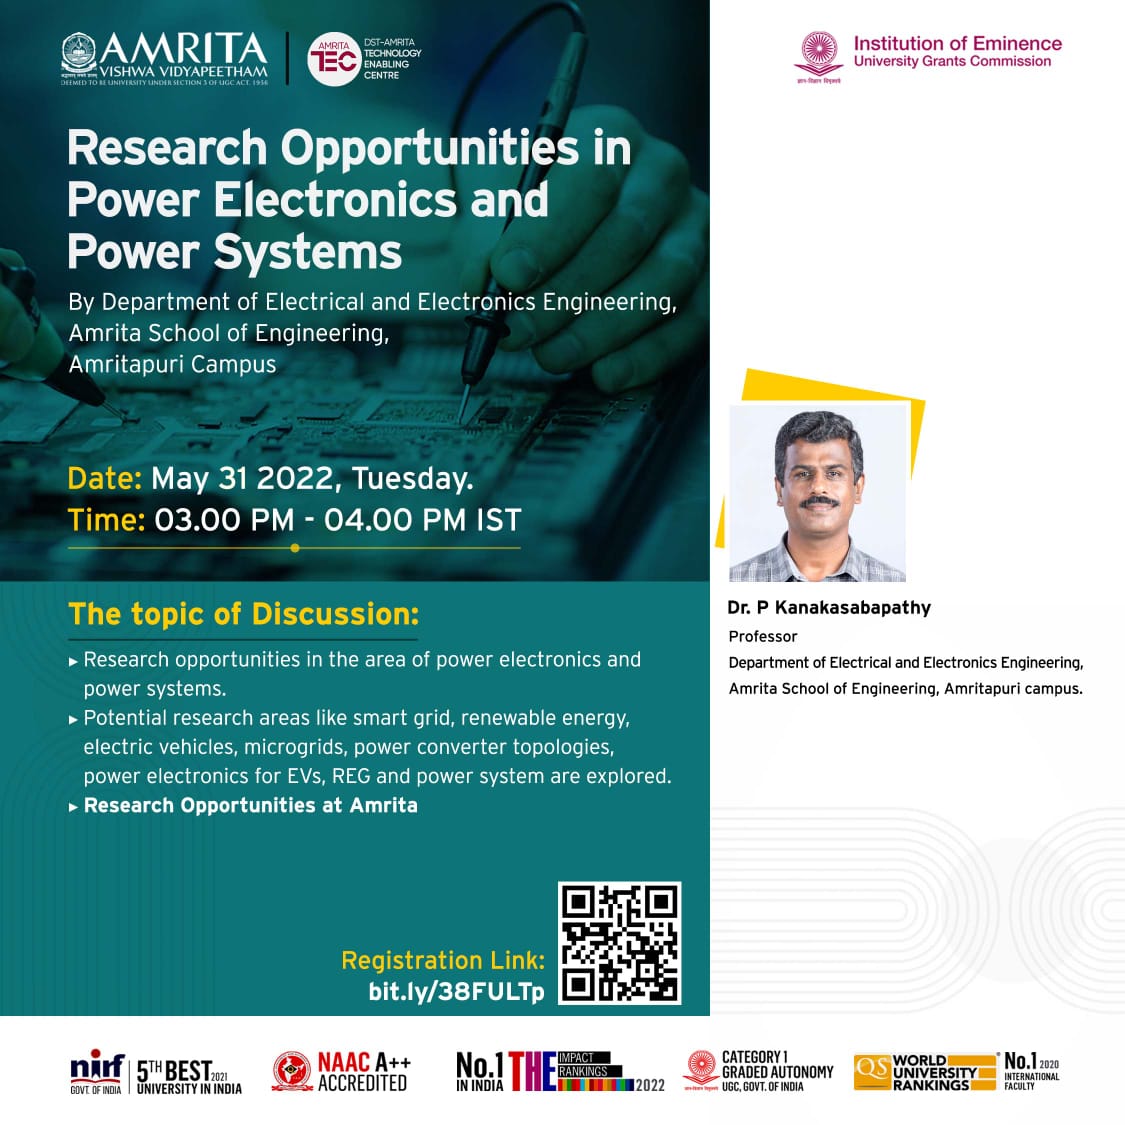 AMRITA
VISHWA VIDYAPEETHAM
DEEMED TO BE UNIVERSITY UNDER SECTION 3 OF UGC ACT, 1956
AMRITA
TEC
DST-AMRITA
TECHNOLOGY
ENABLING
CENTRE
Institution of Eminence
University Grants Commission
ज्ञान-विज्ञान विमुक्तये
Research Opportunities in
Power Electronics and
Power Systems
By Department of Electrical and Electronics Engineering,
Amrita School of Engineering,
Amritapuri Campus
Date: May 31 2022, Tuesday.
Time: 03.00 PM - 04.00 PM IST
The topic of Discussion:
▸ Research opportunities in the area of power electronics and
power systems.
▸ Potential research areas like smart grid, renewable energy,
electric vehicles, microgrids, power converter topologies,
power electronics for EVs, REG and power system are explored.
▸ Research Opportunities at Amrita
Dr. P Kanakasabapathy
Professor
Department of Electrical and Electronics Engineering,
Amrita School of Engineering, Amritapuri campus.
Registration Link:
bit.ly/38FULTp
nirf
GOVT. OF INDIA
5TH BEST 2021
UNIVERSITY IN INDIA
NAAC A++
ACCREDITED
No.1
IN INDIA
THE
IMPACT
RANKINGS
2022
CATEGORY 1
GRADED AUTONOMY
UGC, GOVT. OF INDIA
QS
WORLD
UNIVERSITY
RANKINGS
No.1 2020
INTERNATIONAL
FACULTY